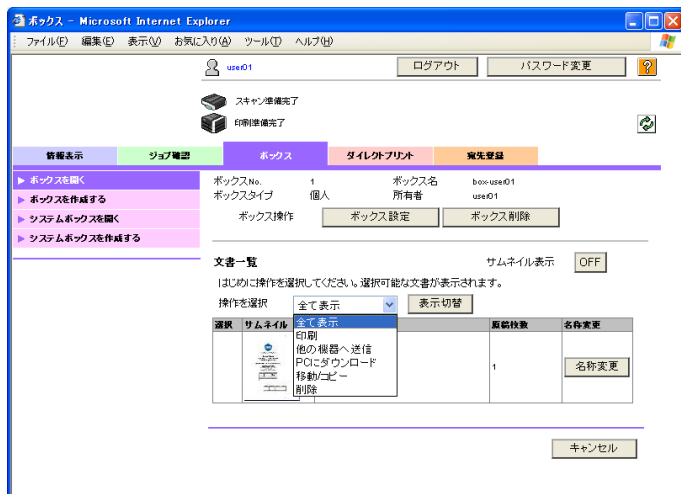 ボックス - Microsoft Internet Explorer
ファイル(F) 編集(E) 表示(V) お気に入り(A) ツール(T) ヘルプ(H)
user01 ログアウト パスワード変更 ?
スキャン準備完了
印刷準備完了
情報表示 ジョブ確認 ボックス ダイレクトプリント 宛先登録
ボックスを開く
ボックスを作成する
システムボックスを開く
システムボックスを作成する
ボックスNo. 1 ボックス名 box-user01
ボックスタイプ 個人 所有者 user01
ボックス操作 ボックス設定 ボックス削除
文書一覧 サムネイル表示 OFF
はじめに操作を選択してください。選択可能な文書が表示されます。
操作を選択 全て表示 表示切替
選択 サムネイル 原稿枚数 名称変更
全て表示
印刷
他の機器へ送信
PCにダウンロード
移動/コピー
削除
1 名称変更
キャンセル